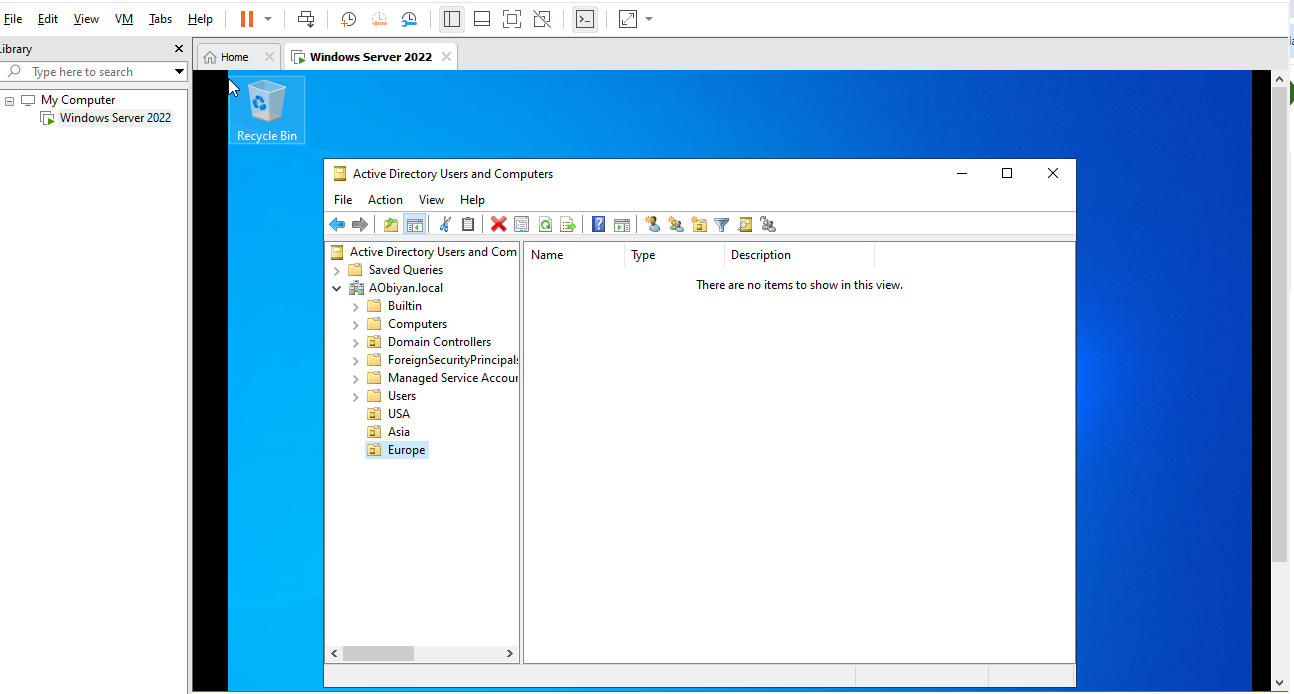 File Edit View VM Tabs Help
Library
Home
Windows Server 2022
Type here to search
My Computer
Windows Server 2022
Recycle Bin
Active Directory Users and Computers
File Action View Help
Active Directory Users and Com
Name Type Description
Saved Queries
There are no items to show in this view.
AObiyan.local
Builtin
Computers
Domain Controllers
ForeignSecurityPrincipals
Managed Service Accour
Users
USA
Asia
Europe